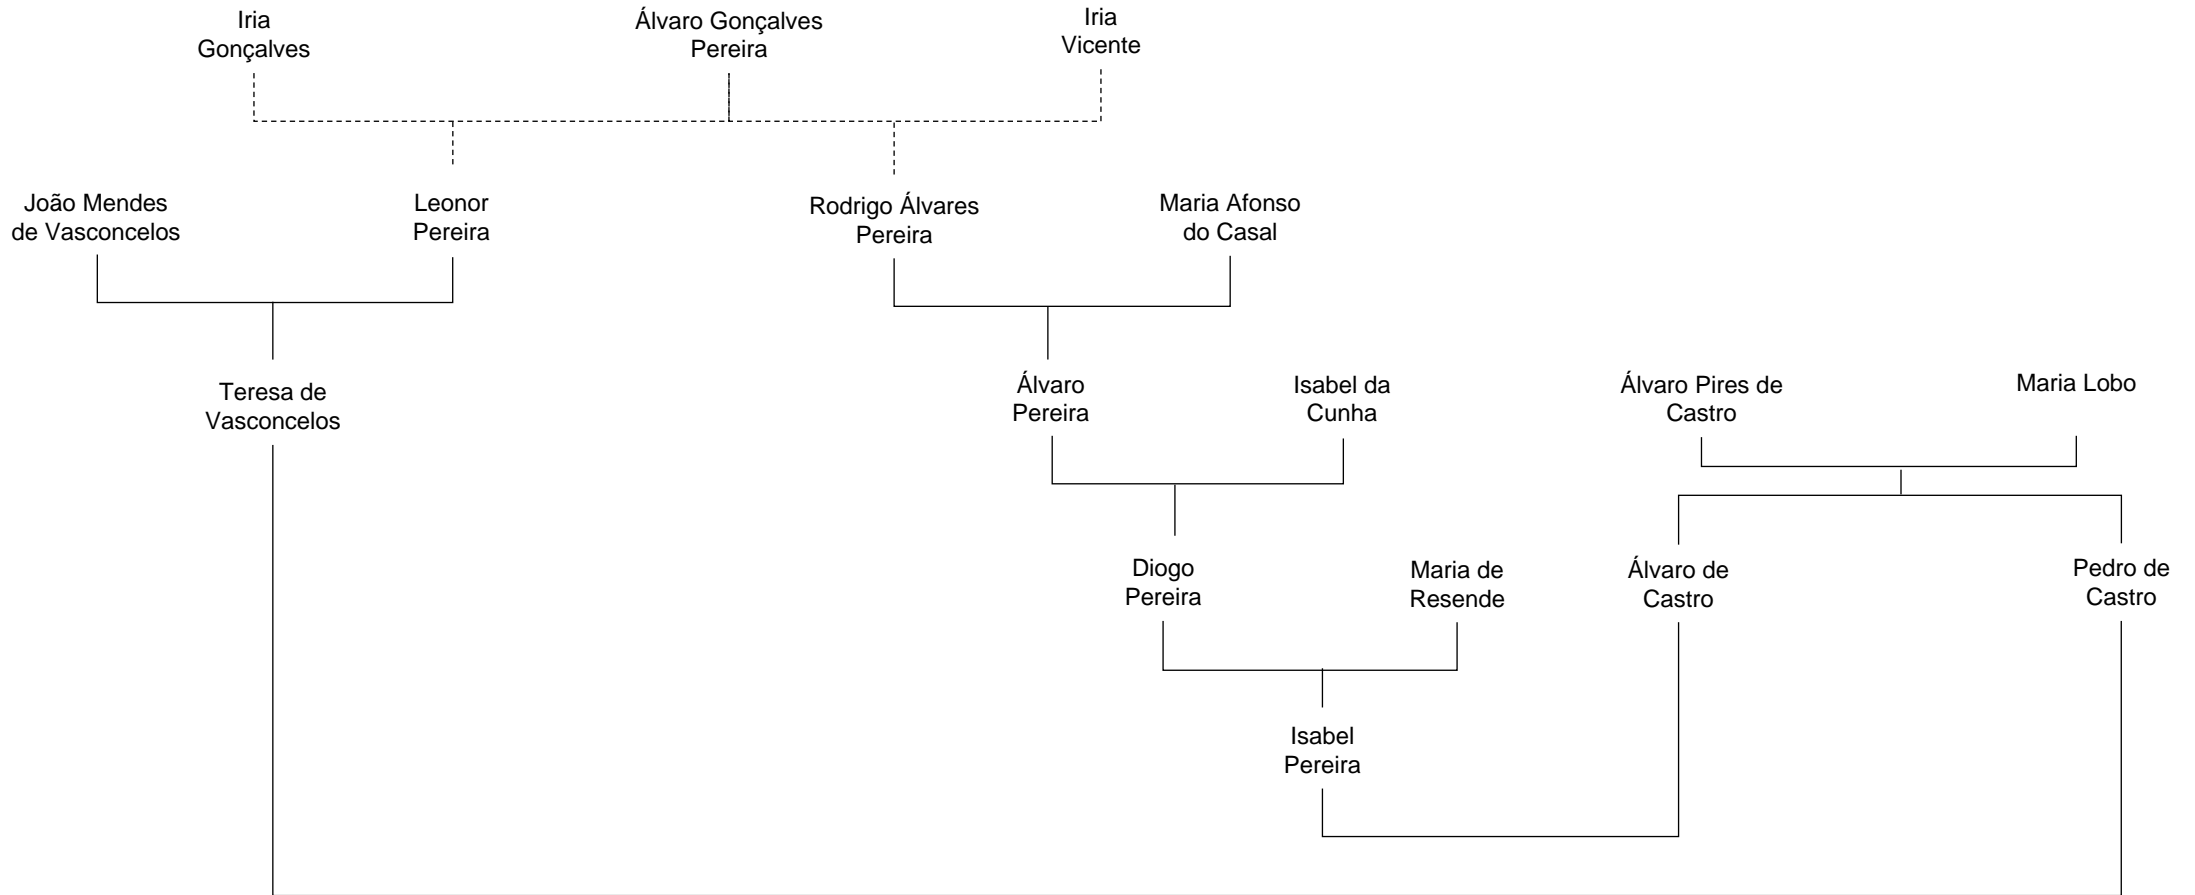 Iria
Gonçalves
Álvaro Gonçalves
Pereira
Iria
Vicente
João Mendes
de Vasconcelos
Leonor
Pereira
Rodrigo Álvares
Pereira
Maria Afonso
do Casal
Teresa de
Vasconcelos
Álvaro
Pereira
Isabel da
Cunha
Álvaro Pires de
Castro
Maria Lobo
Diogo
Pereira
Maria de
Resende
Álvaro de
Castro
Pedro de
Castro
Isabel
Pereira